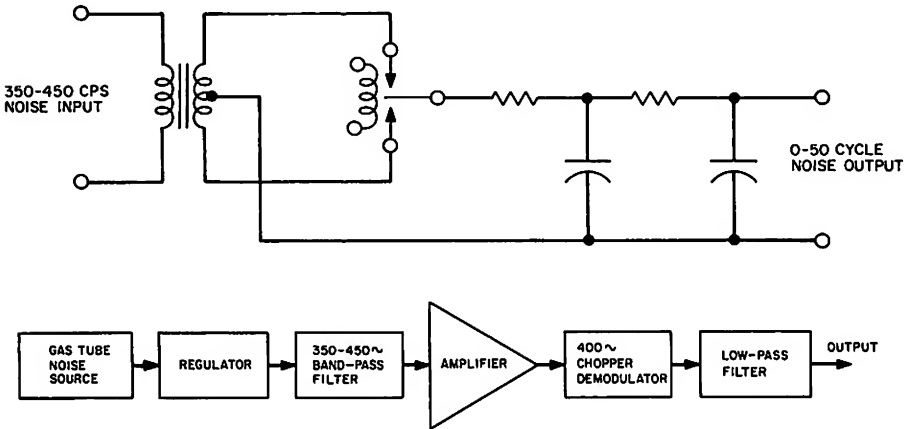 350-450 CPS
NOISE INPUT
0-50 CYCLE
NOISE OUTPUT
GAS TUBE
NOISE
SOURCE
REGULATOR
350-450~
BAND-PASS
FILTER
AMPLIFIER
400~
CHOPPER
DEMODULATOR
LOW-PASS
FILTER
OUTPUT